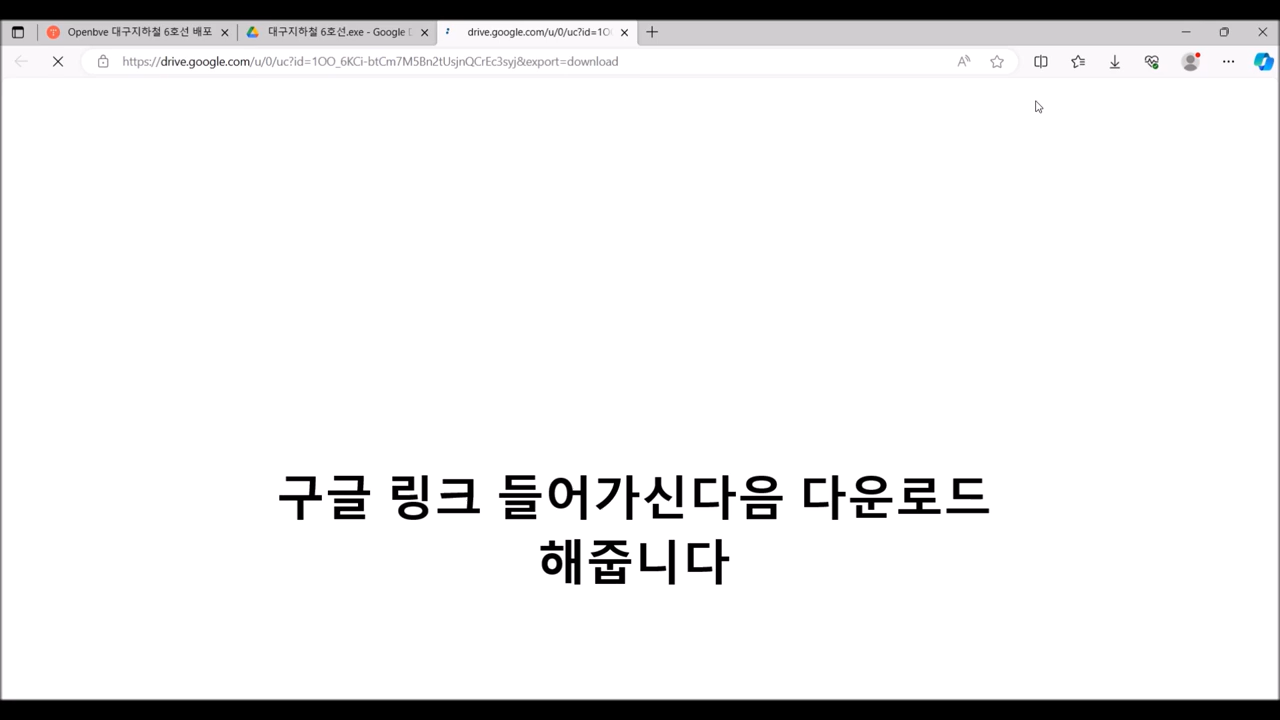 Openbve 대구지하철 6호선 배포
대구지하철 6호선.exe - Google D
drive.google.com/u/0/uc?id=1O
https://drive.google.com/u/0/uc?id=1OO_6KCi-btCm7M5Bn2tUsjnQCrEc3syj&export=download
구글 링크 들어가신다음 다운로드
해줍니다